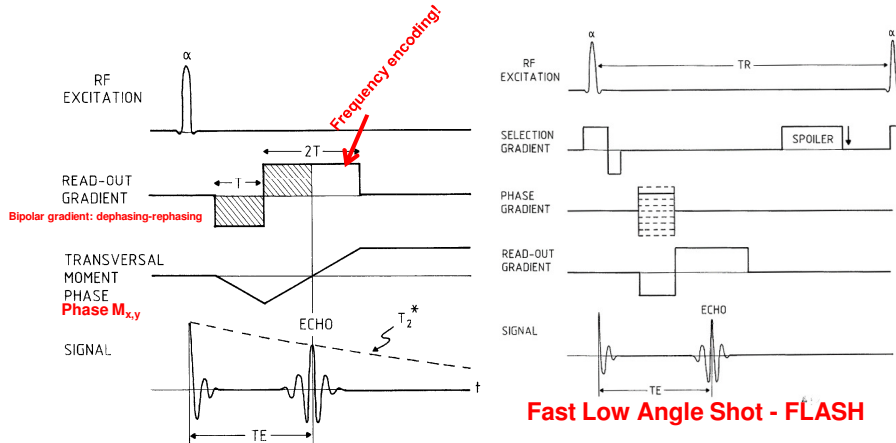 α
RF
EXCITATION
Frequency encoding!
2T
T
READ-OUT
GRADIENT
Bipolar gradient: dephasing-rephasing
TRANSVERSAL
MOMENT
PHASE
Phase Mx,y
ECHO
T2*
SIGNAL
t
TE
α
α
RF
EXCITATION
TR
SELECTION
GRADIENT
SPOILER
PHASE
GRADIENT
READ-OUT
GRADIENT
ECHO
SIGNAL
TE
Fast Low Angle Shot - FLASH